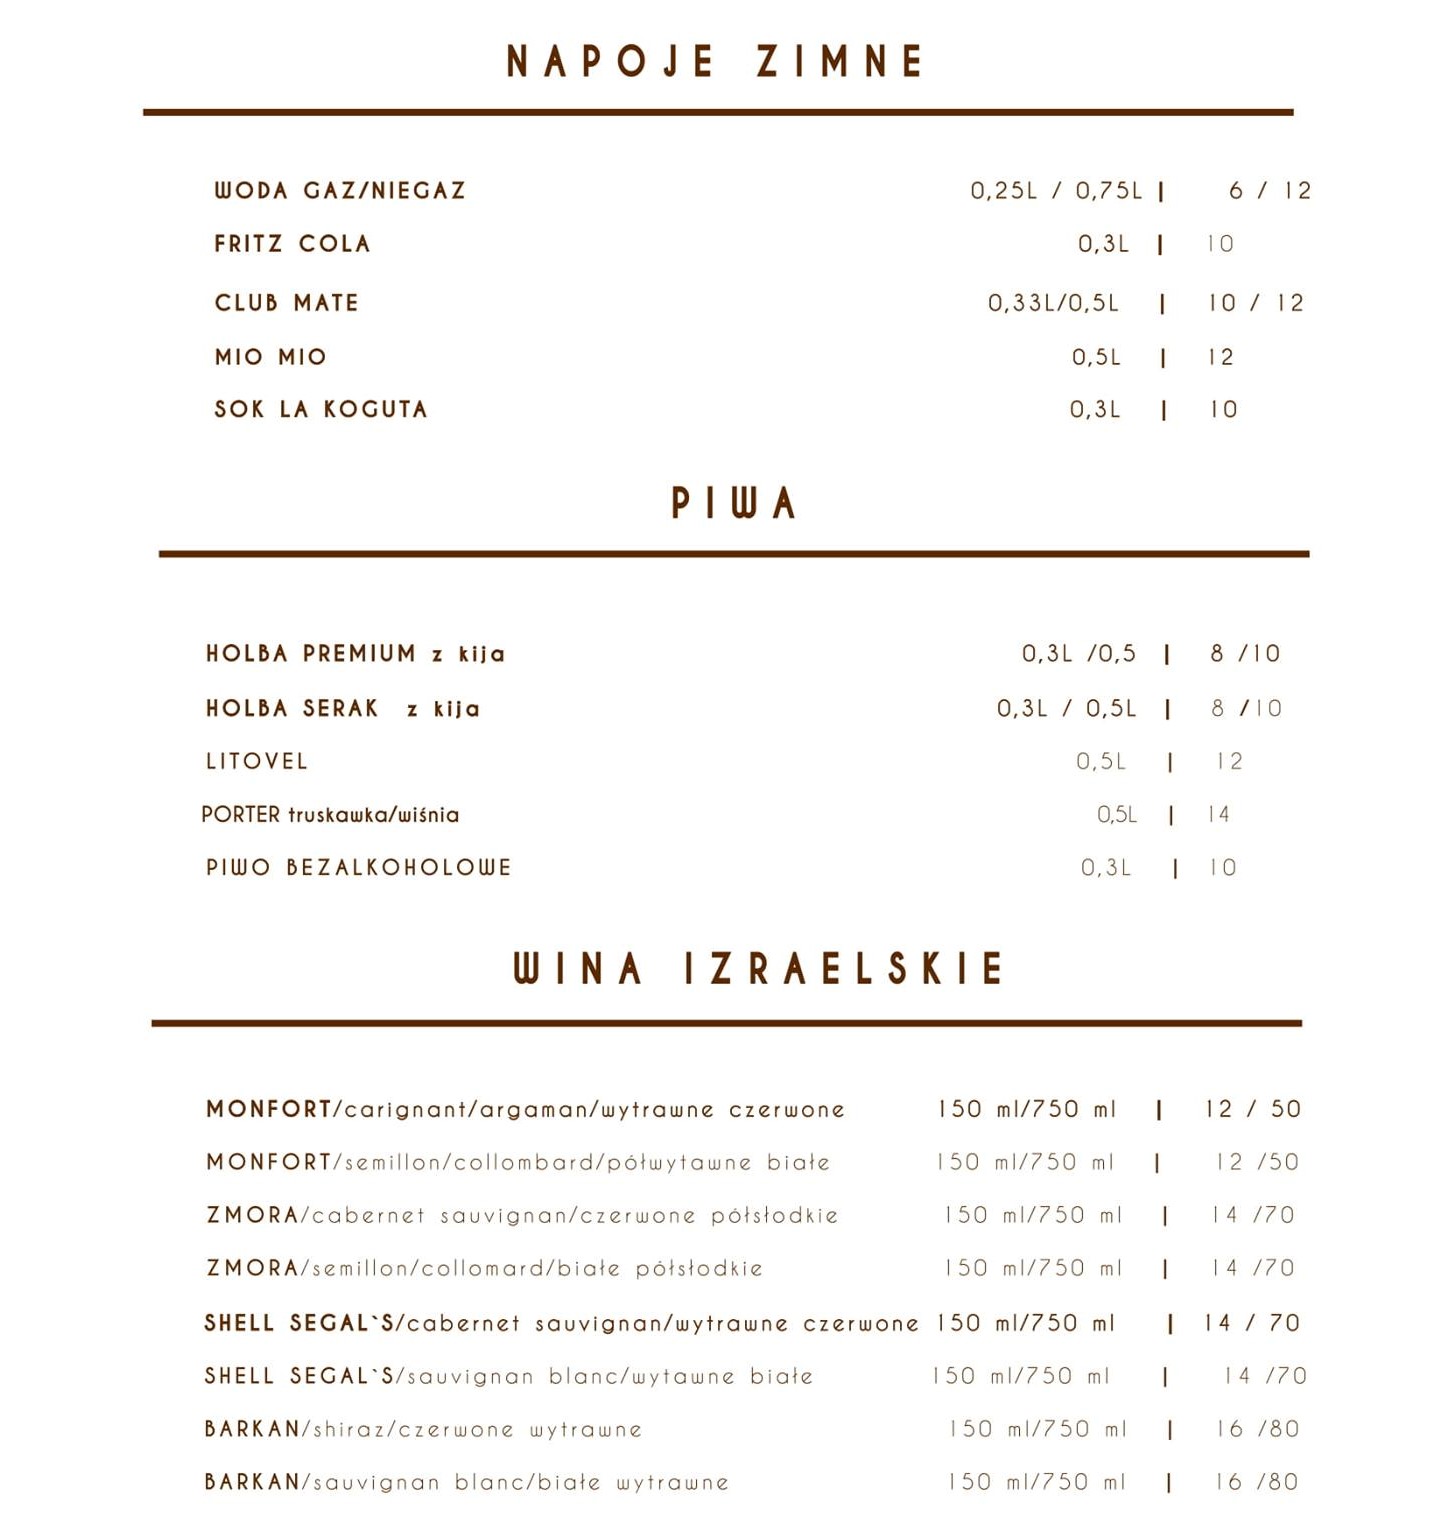 NAPOJE ZIMNE
WODA GAZ/NIEGAZ 0,25L / 0,75L | 6 / 12
FRITZ COLA 0,3L | 10
CLUB MATE 0,33L/0,5L | 10 / 12
MIO MIO 0,5L | 12
SOK LA KOGUTA 0,3L | 10
PIWA
HOLBA PREMIUM z kija 0,3L /0,5 | 8 /10
HOLBA SERAK z kija 0,3L / 0,5L | 8 /10
LITOVEL 0,5L | 12
PORTER truskawka/wiśnia 0,5L | 14
PIWO BEZALKOHOLOWE 0,3L | 10
WINA IZRAELSKIE
MONFORT/carignant/argaman/wytrawne czerwone 150 ml/750 ml | 12 / 50
MONFORT/semillon/collombard/półwytawne białe 150 ml/750 ml | 12 /50
ZMORA/cabernet sauvignan/czerwone półsłodkie 150 ml/750 ml | 14 /70
ZMORA/semillon/collomard/białe półsłodkie 150 ml/750 ml | 14 /70
SHELL SEGAL`S/cabernet sauvignan/wytrawne czerwone 150 ml/750 ml | 14 / 70
SHELL SEGAL`S/sauvignan blanc/wytawne białe 150 ml/750 ml | 14 /70
BARKAN/shiraz/czerwone wytrawne 150 ml/750 ml | 16 /80
BARKAN/sauvignan blanc/białe wytrawne 150 ml/750 ml | 16 /80